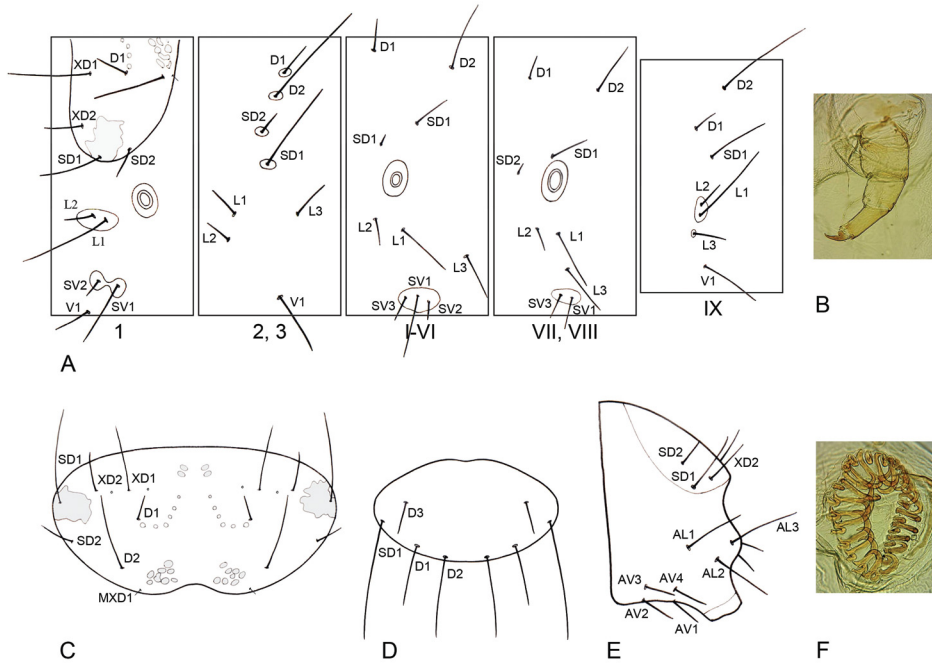 D1
XD1
XD2
SD1
SD2
L2
L1
SV2
V1
SV1
1
D1
D2
SD2
SD1
L1
L3
L2
V1
2, 3
D1
D2
SD1
SD1
L2
L1
L3
SV1
SV3
SV2
I-VI
D1
D2
SD1
SD2
L2
L1
L3
SV3
SV1
VII, VIII
D2
D1
SD1
L2
L1
L3
V1
IX
A
B
SD1
XD2
XD1
D1
SD2
D2
MXD1
C
D3
SD1
D1
D2
D
SD2
SD1
XD2
AL1
AL3
AL2
AV3
AV4
AV2
AV1
E
F